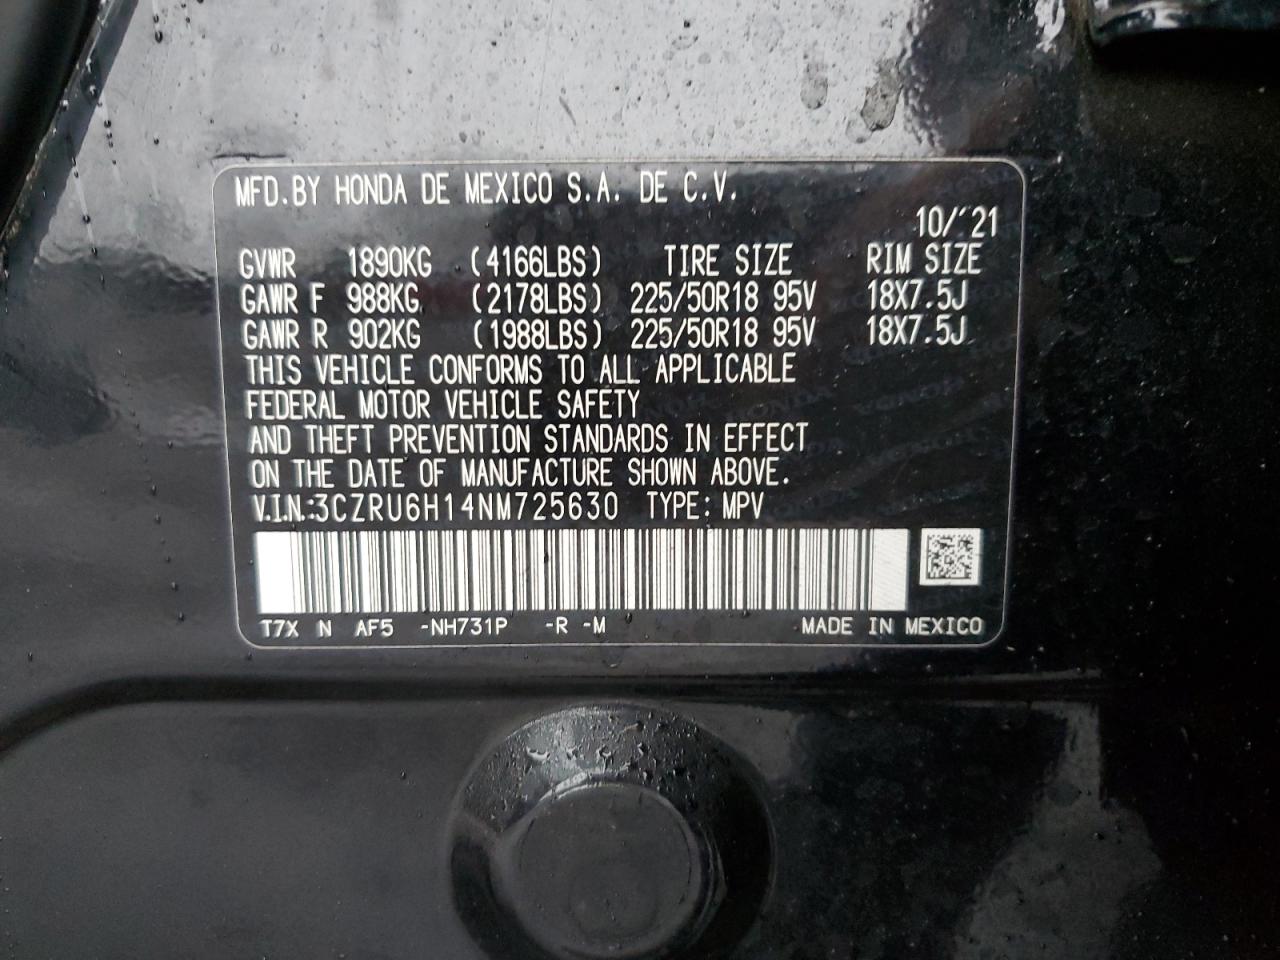 MFD.BY HONDA DE MEXICO S.A. DE C.V.
10/'21
GVWR 1890KG (4166LBS) TIRE SIZE RIM SIZE
GAWR F 988KG (2178LBS) 225/50R18 95V 18X7.5J
GAWR R 902KG (1988LBS) 225/50R18 95V 18X7.5J
THIS VEHICLE CONFORMS TO ALL APPLICABLE
FEDERAL MOTOR VEHICLE SAFETY
AND THEFT PREVENTION STANDARDS IN EFFECT
ON THE DATE OF MANUFACTURE SHOWN ABOVE.
V.I.N.:3CZRU6H14NM725630 TYPE: MPV
T7X N AF5 -NH731P -R -M MADE IN MEXICO